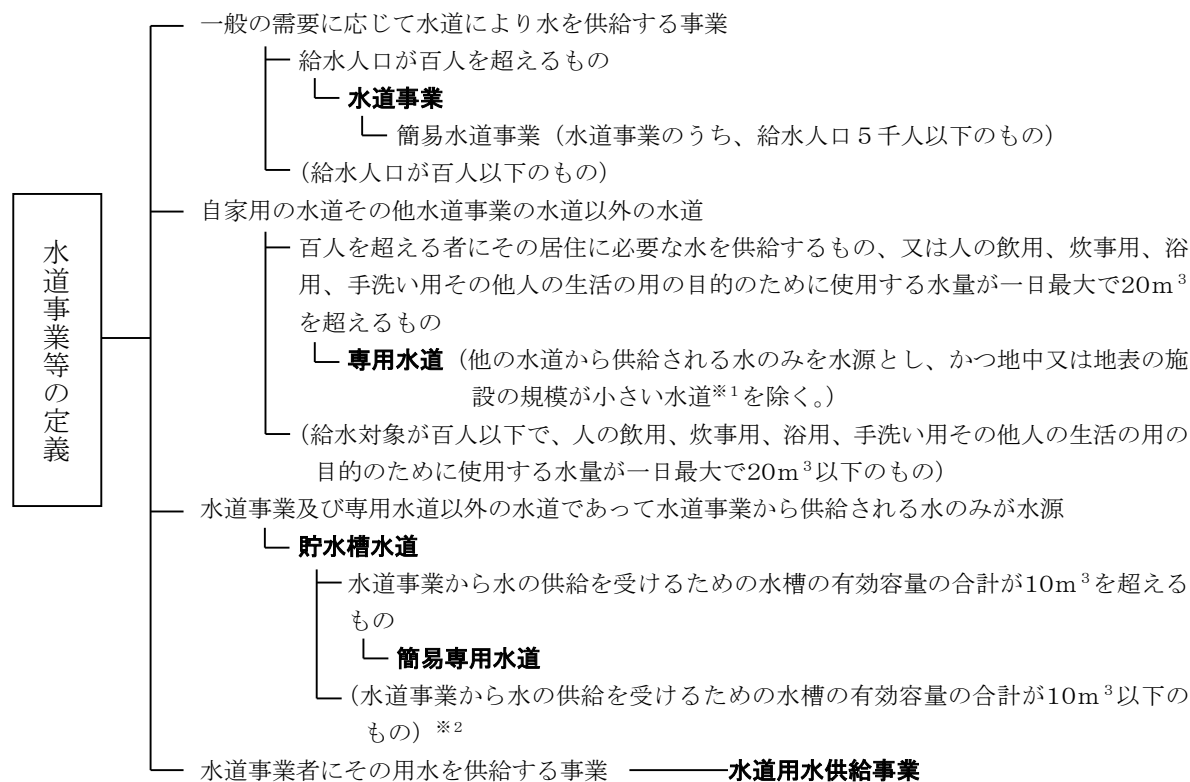 水道事業等の定義
一般の需要に応じて水道により水を供給する事業
給水人口が百人を超えるもの
水道事業
簡易水道事業（水道事業のうち、給水人口５千人以下のもの）
(給水人口が百人以下のもの)
自家用の水道その他水道事業の水道以外の水道
百人を超える者にその居住に必要な水を供給するもの、又は人の飲用、炊事用、浴
用、手洗い用その他人の生活の用の目的のために使用する水量が一日最大で20ｍ³
を超えるもの
専用水道（他の水道から供給される水のみを水源とし、かつ地中又は地表の
施設の規模が小さい水道※1を除く。）
(給水対象が百人以下で、人の飲用、炊事用、浴用、手洗い用その他人の生活の用の
目的のために使用する水量が一日最大で20ｍ³以下のもの)
水道事業及び専用水道以外の水道であって水道事業から供給される水のみが水源
貯水槽水道
水道事業から水の供給を受けるための水槽の有効容量の合計が10ｍ³を超える
もの
簡易専用水道
(水道事業から水の供給を受けるための水槽の有効容量の合計が10ｍ³以下の
もの) ※2
水道事業者にその用水を供給する事業 水道用水供給事業